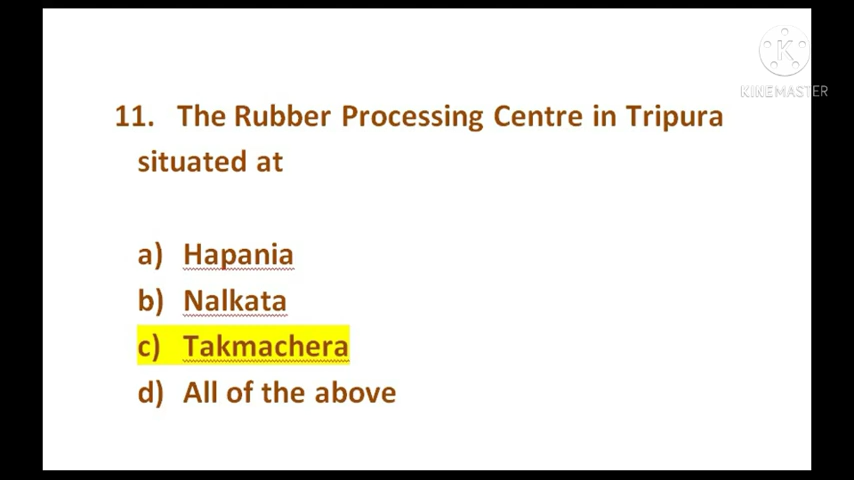 KINEMASTER
11. The Rubber Processing Centre in Tripura
situated at
a) Hapania
b) Nalkata
c) Takmachera
d) All of the above